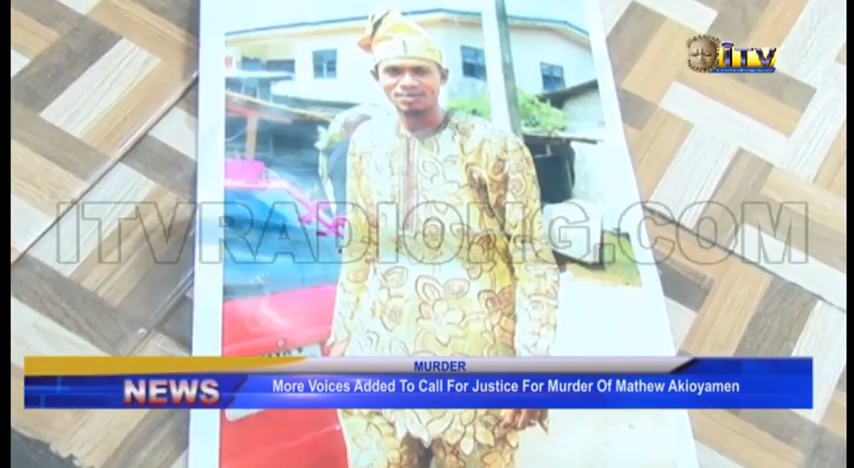 iTV
ITVRADIONG.COM
MURDER
NEWS
More Voices Added To Call For Justice For Murder Of Mathew Akioyamen